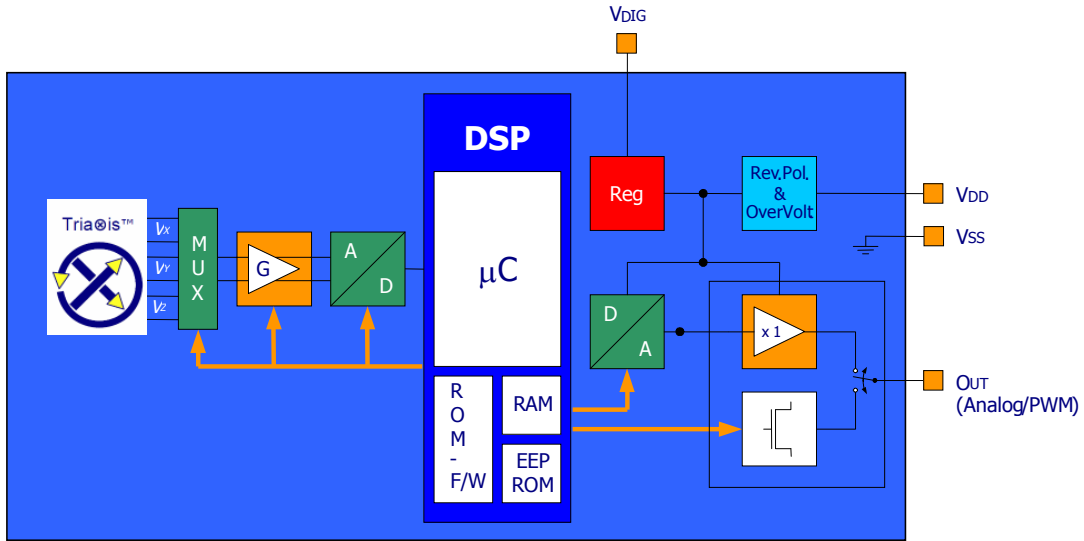 VDIG
DSP
Reg
Rev.Pol.
&
OverVolt
VDD
VSS
Tria⊗is™
VX
VY
VZ
M
U
X
G
A
D
µC
D
A
x 1
OUT
(Analog/PWM)
R
O
M
-
F/W
RAM
EEP
ROM